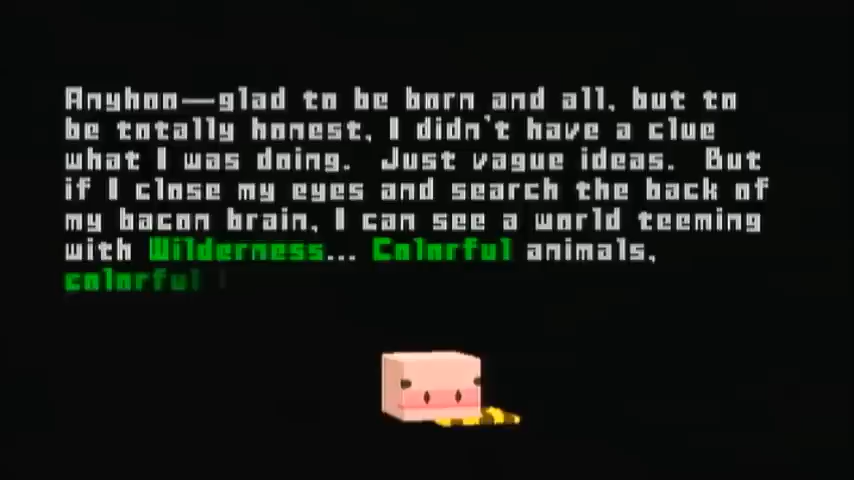 Anyhoo—glad to be born and all, but to
be totally honest, I didn't have a clue
what I was doing. Just vague ideas. But
if I close my eyes and search the back of
my bacon brain, I can see a world teeming
with Wilderness... Colorful animals,
colorful